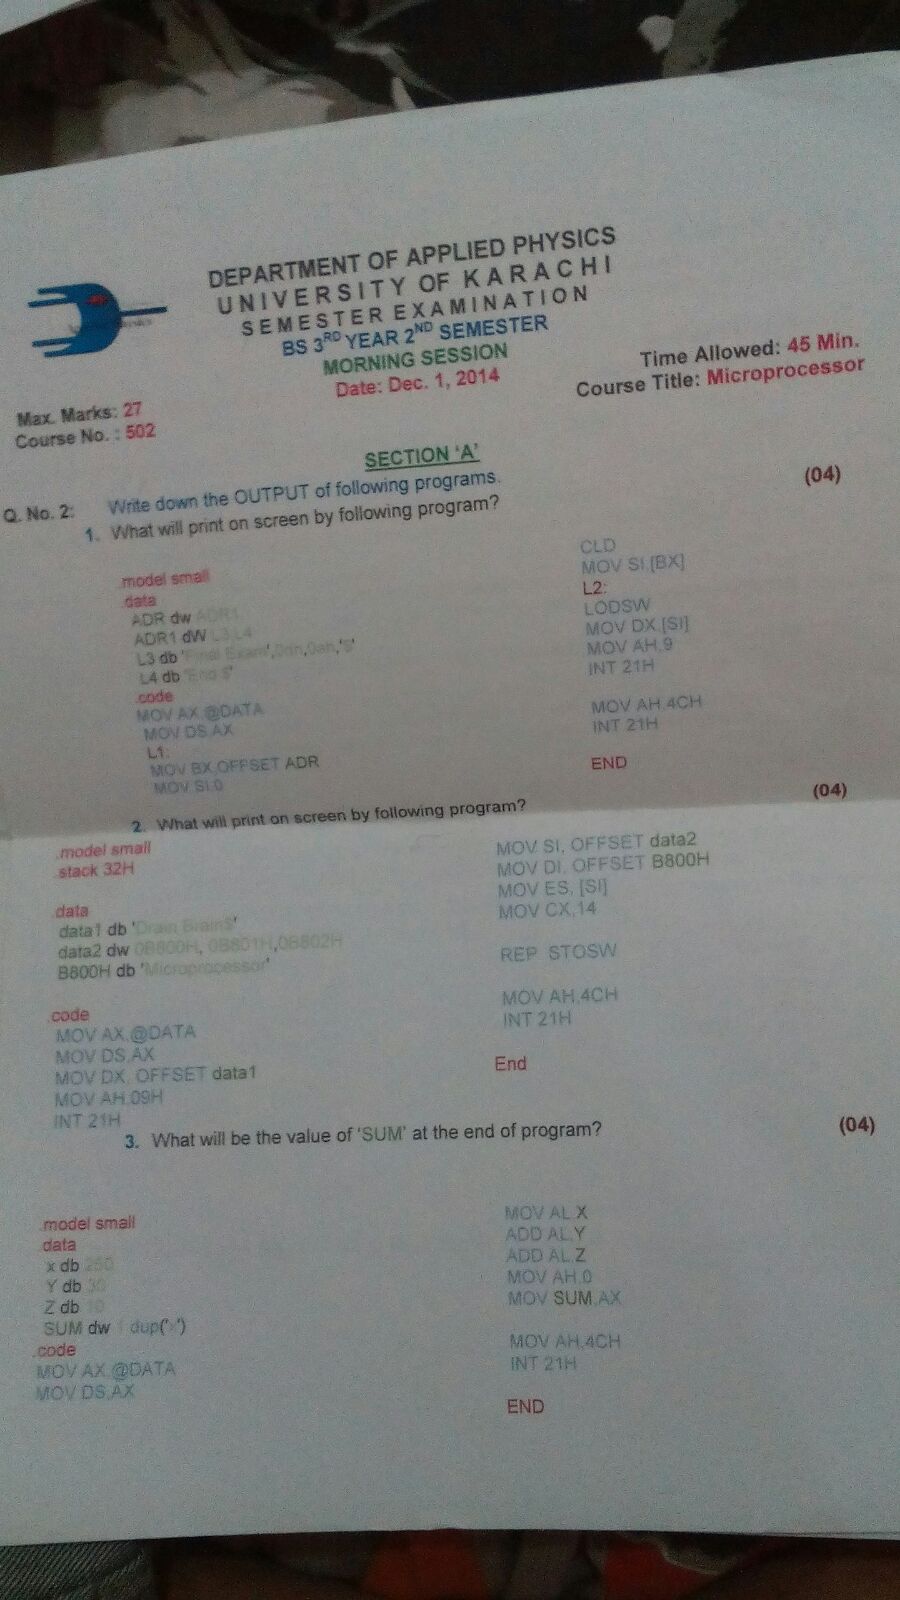 DEPARTMENT OF APPLIED PHYSICS
UNIVERSITY OF KARACHI
SEMESTER EXAMINATION
BS 3RD YEAR 2ND SEMESTER
MORNING SESSION
Date: Dec. 1, 2014
Time Allowed: 45 Min.
Course Title: Microprocessor
Max. Marks: 27
Course No. : 502
SECTION 'A'
Q. No. 2: Write down the OUTPUT of following programs. (04)
1. What will print on screen by following program?
.model small
.data
ADR dw ADR1
ADR1 dW L3,L4
L3 db 'Final Exam',0dh,0ah,'$'
L4 db 'End $'
.code
MOV AX,@DATA
MOV DS,AX
L1:
MOV BX,OFFSET ADR
MOV SI,0
CLD
MOV SI,[BX]
L2:
LODSW
MOV DX,[SI]
MOV AH,9
INT 21H
MOV AH,4CH
INT 21H
END
2. What will print on screen by following program? (04)
.model small
.stack 32H
.data
data1 db 'Drain Brain$'
data2 dw 0B800H, 0B801H,0B802H
B800H db 'Microprocessor'
.code
MOV AX,@DATA
MOV DS,AX
MOV DX, OFFSET data1
MOV AH,09H
INT 21H
MOV SI, OFFSET data2
MOV DI, OFFSET B800H
MOV ES, [SI]
MOV CX,14
REP STOSW
MOV AH,4CH
INT 21H
End
3. What will be the value of 'SUM' at the end of program? (04)
.model small
.data
x db 250
Y db 30
Z db 10
SUM dw dup(' ')
.code
MOV AX,@DATA
MOV DS,AX
MOV AL,X
ADD AL,Y
ADD AL,Z
MOV AH,0
MOV SUM,AX
MOV AH,4CH
INT 21H
END